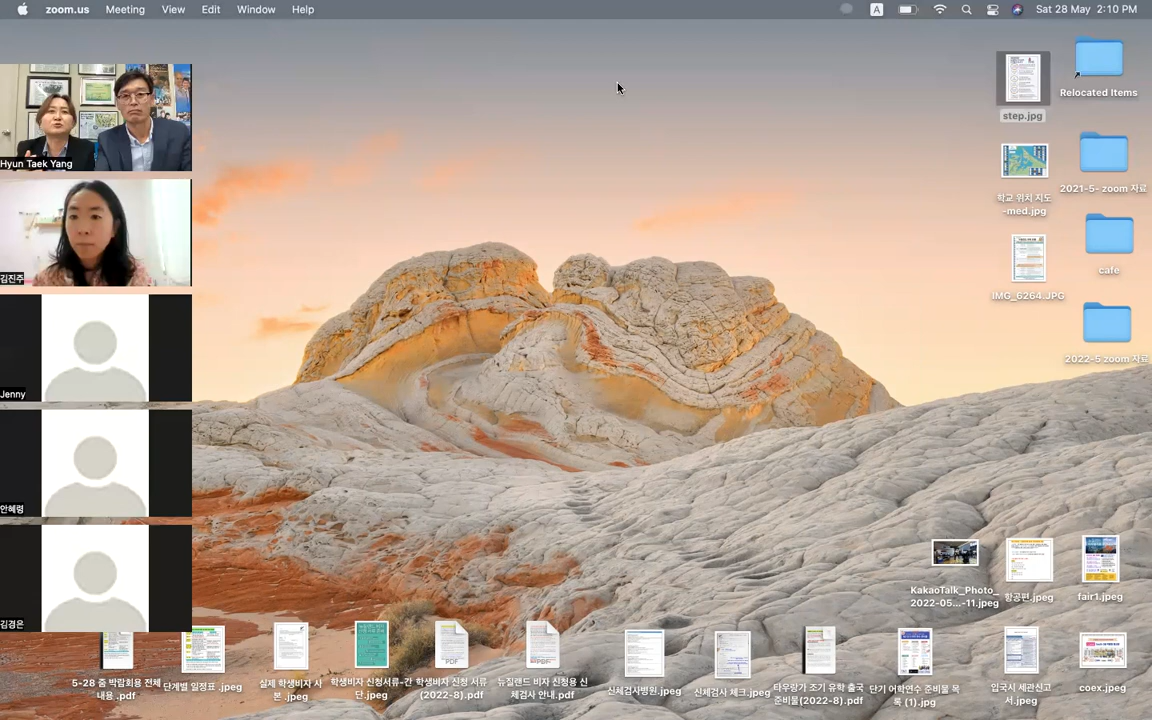 zoom.us Meeting View Edit Window Help
A
Sat 28 May 2:10 PM
Hyun Taek Yang
김진주
Jenny
안혜령
김경은
step.jpg
Relocated Items
학교 위치 지도
-med.jpg
2021-5- zoom 자료
IMG_6264.JPG
cafe
2022-5 zoom 자료
KakaoTalk_Photo_
2022-05...-11.jpeg
항공편.jpeg
fair1.jpeg
5-28 줌 박람회용 전체
내용 .pdf
단계별 일정표 .jpeg
실제 학생비자 사
본 .jpeg
학생비자 신청서류-간
단.jpeg
학생비자 신청 서류
(2022-8).pdf
PDF
뉴질랜드 비자 신청용 신
체검사 안내.pdf
PDF
신체검사병원.jpeg
신체검사 체크.jpeg
타우랑가 조기 유학 출국
준비물(2022-8).pdf
단기 어학연수 준비물 목
록 (1).jpg
입국시 세관신고
서.jpeg
coex.jpeg